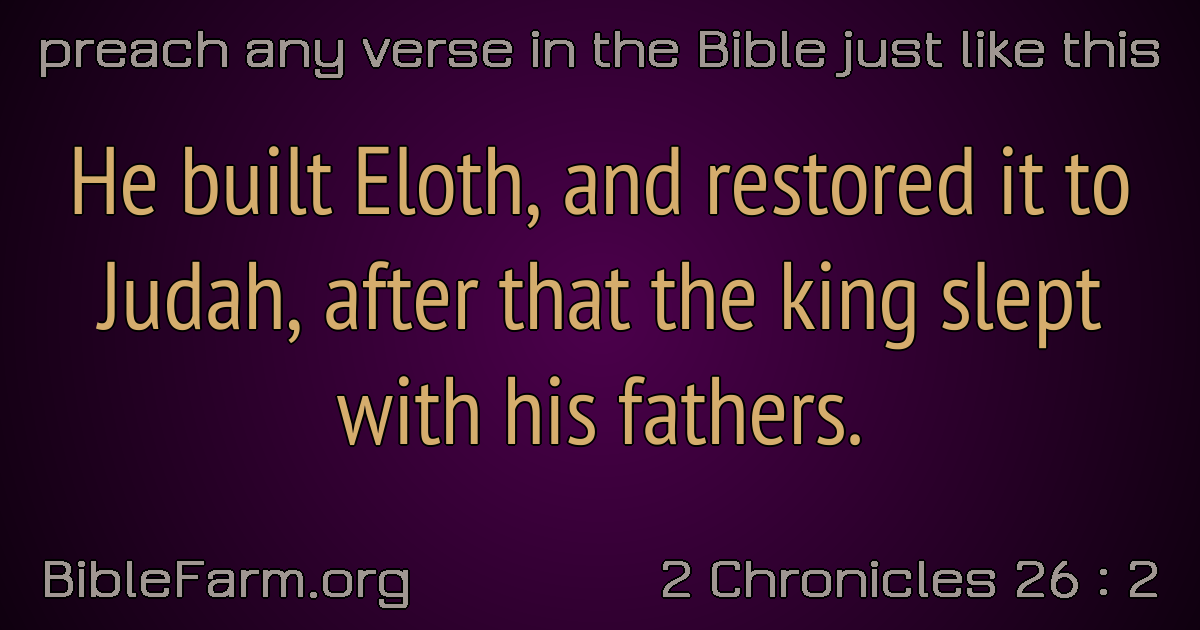 preach any verse in the Bible just like this
He built Eloth, and restored it to
Judah, after that the king slept
with his fathers.
BibleFarm.org
2 Chronicles 26 : 2